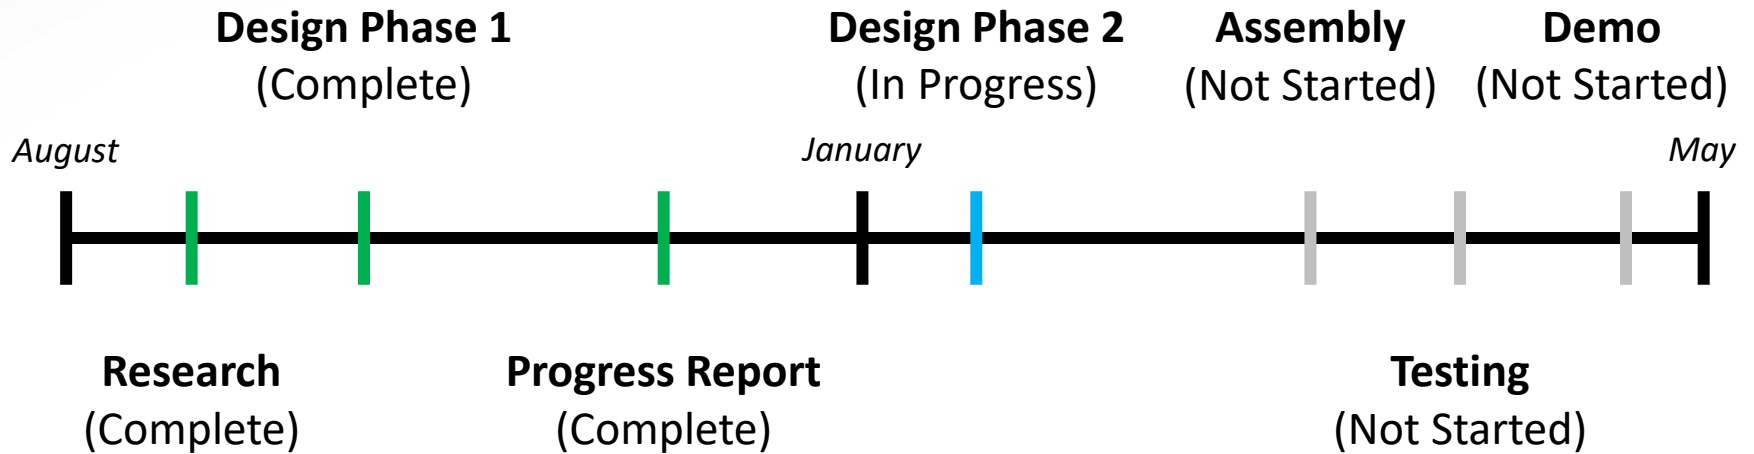 Design Phase 1
(Complete)
Design Phase 2
(In Progress)
Assembly
(Not Started)
Demo
(Not Started)
August
January
May
Research
(Complete)
Progress Report
(Complete)
Testing
(Not Started)